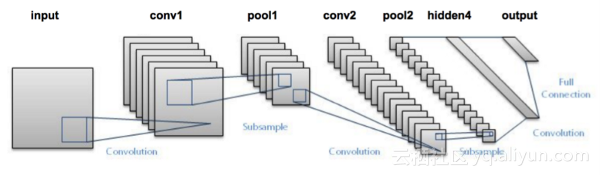 input conv1 pool1 conv2 pool2 hidden4 output
Full
Connection
Subsample
Convolution Convolution Subsample Convolution
云栖社区 yq.aliyun.com